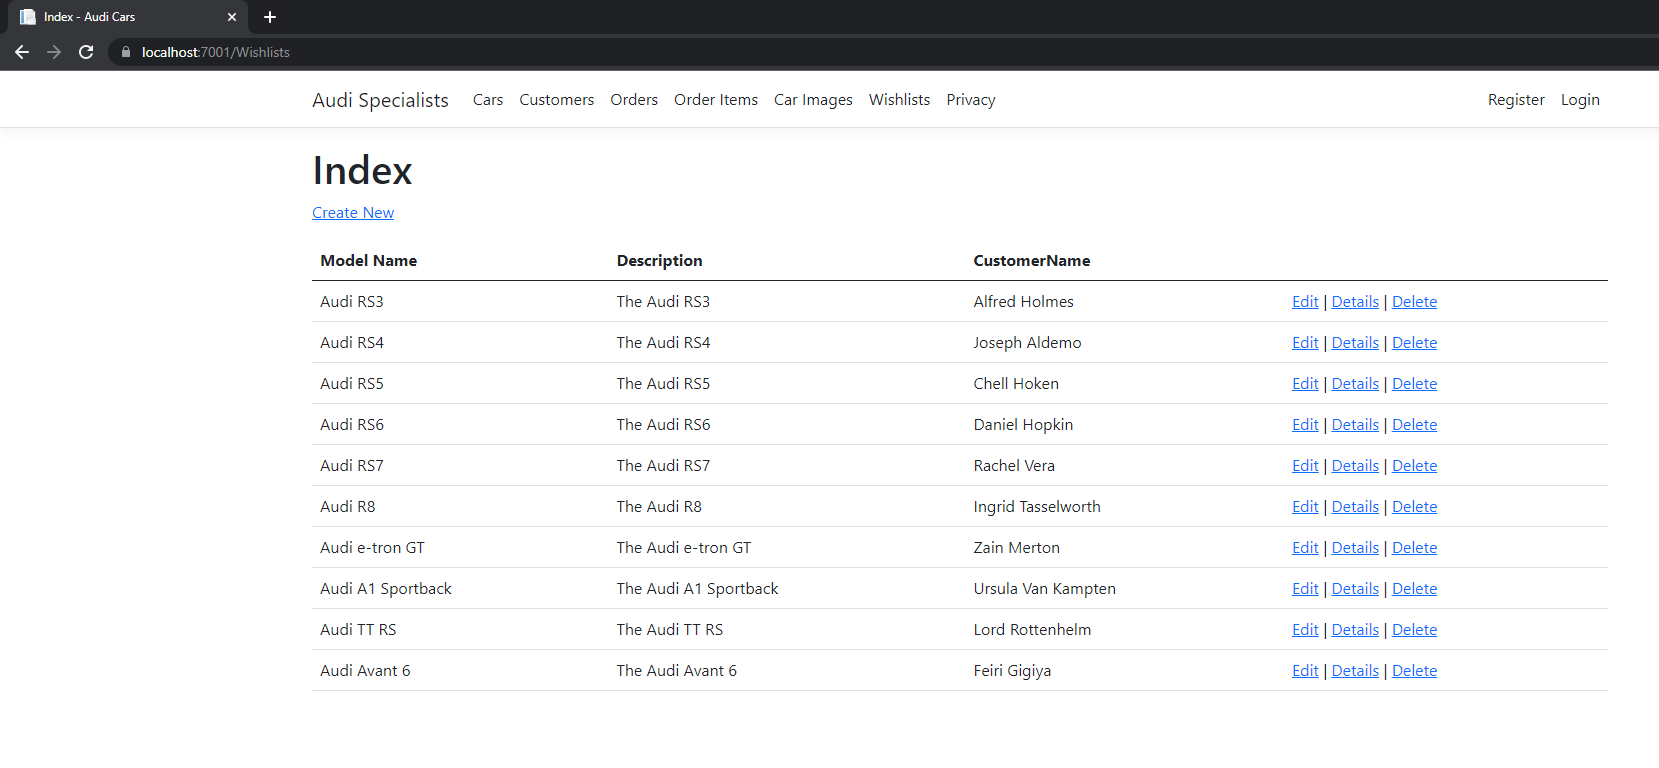 Index - Audi Cars
localhost:7001/Wishlists
Audi Specialists Cars Customers Orders Order Items Car Images Wishlists Privacy Register Login
Index
Create New
Model Name Description CustomerName
Audi RS3 The Audi RS3 Alfred Holmes Edit | Details | Delete
Audi RS4 The Audi RS4 Joseph Aldemo Edit | Details | Delete
Audi RS5 The Audi RS5 Chell Hoken Edit | Details | Delete
Audi RS6 The Audi RS6 Daniel Hopkin Edit | Details | Delete
Audi RS7 The Audi RS7 Rachel Vera Edit | Details | Delete
Audi R8 The Audi R8 Ingrid Tasselworth Edit | Details | Delete
Audi e-tron GT The Audi e-tron GT Zain Merton Edit | Details | Delete
Audi A1 Sportback The Audi A1 Sportback Ursula Van Kampten Edit | Details | Delete
Audi TT RS The Audi TT RS Lord Rottenhelm Edit | Details | Delete
Audi Avant 6 The Audi Avant 6 Feiri Gigiya Edit | Details | Delete